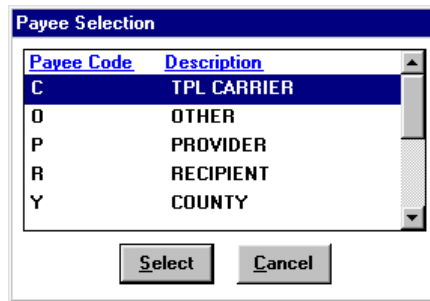 Payee Selection
Payee Code Description
C TPL CARRIER
O OTHER
P PROVIDER
R RECIPIENT
Y COUNTY
Select Cancel